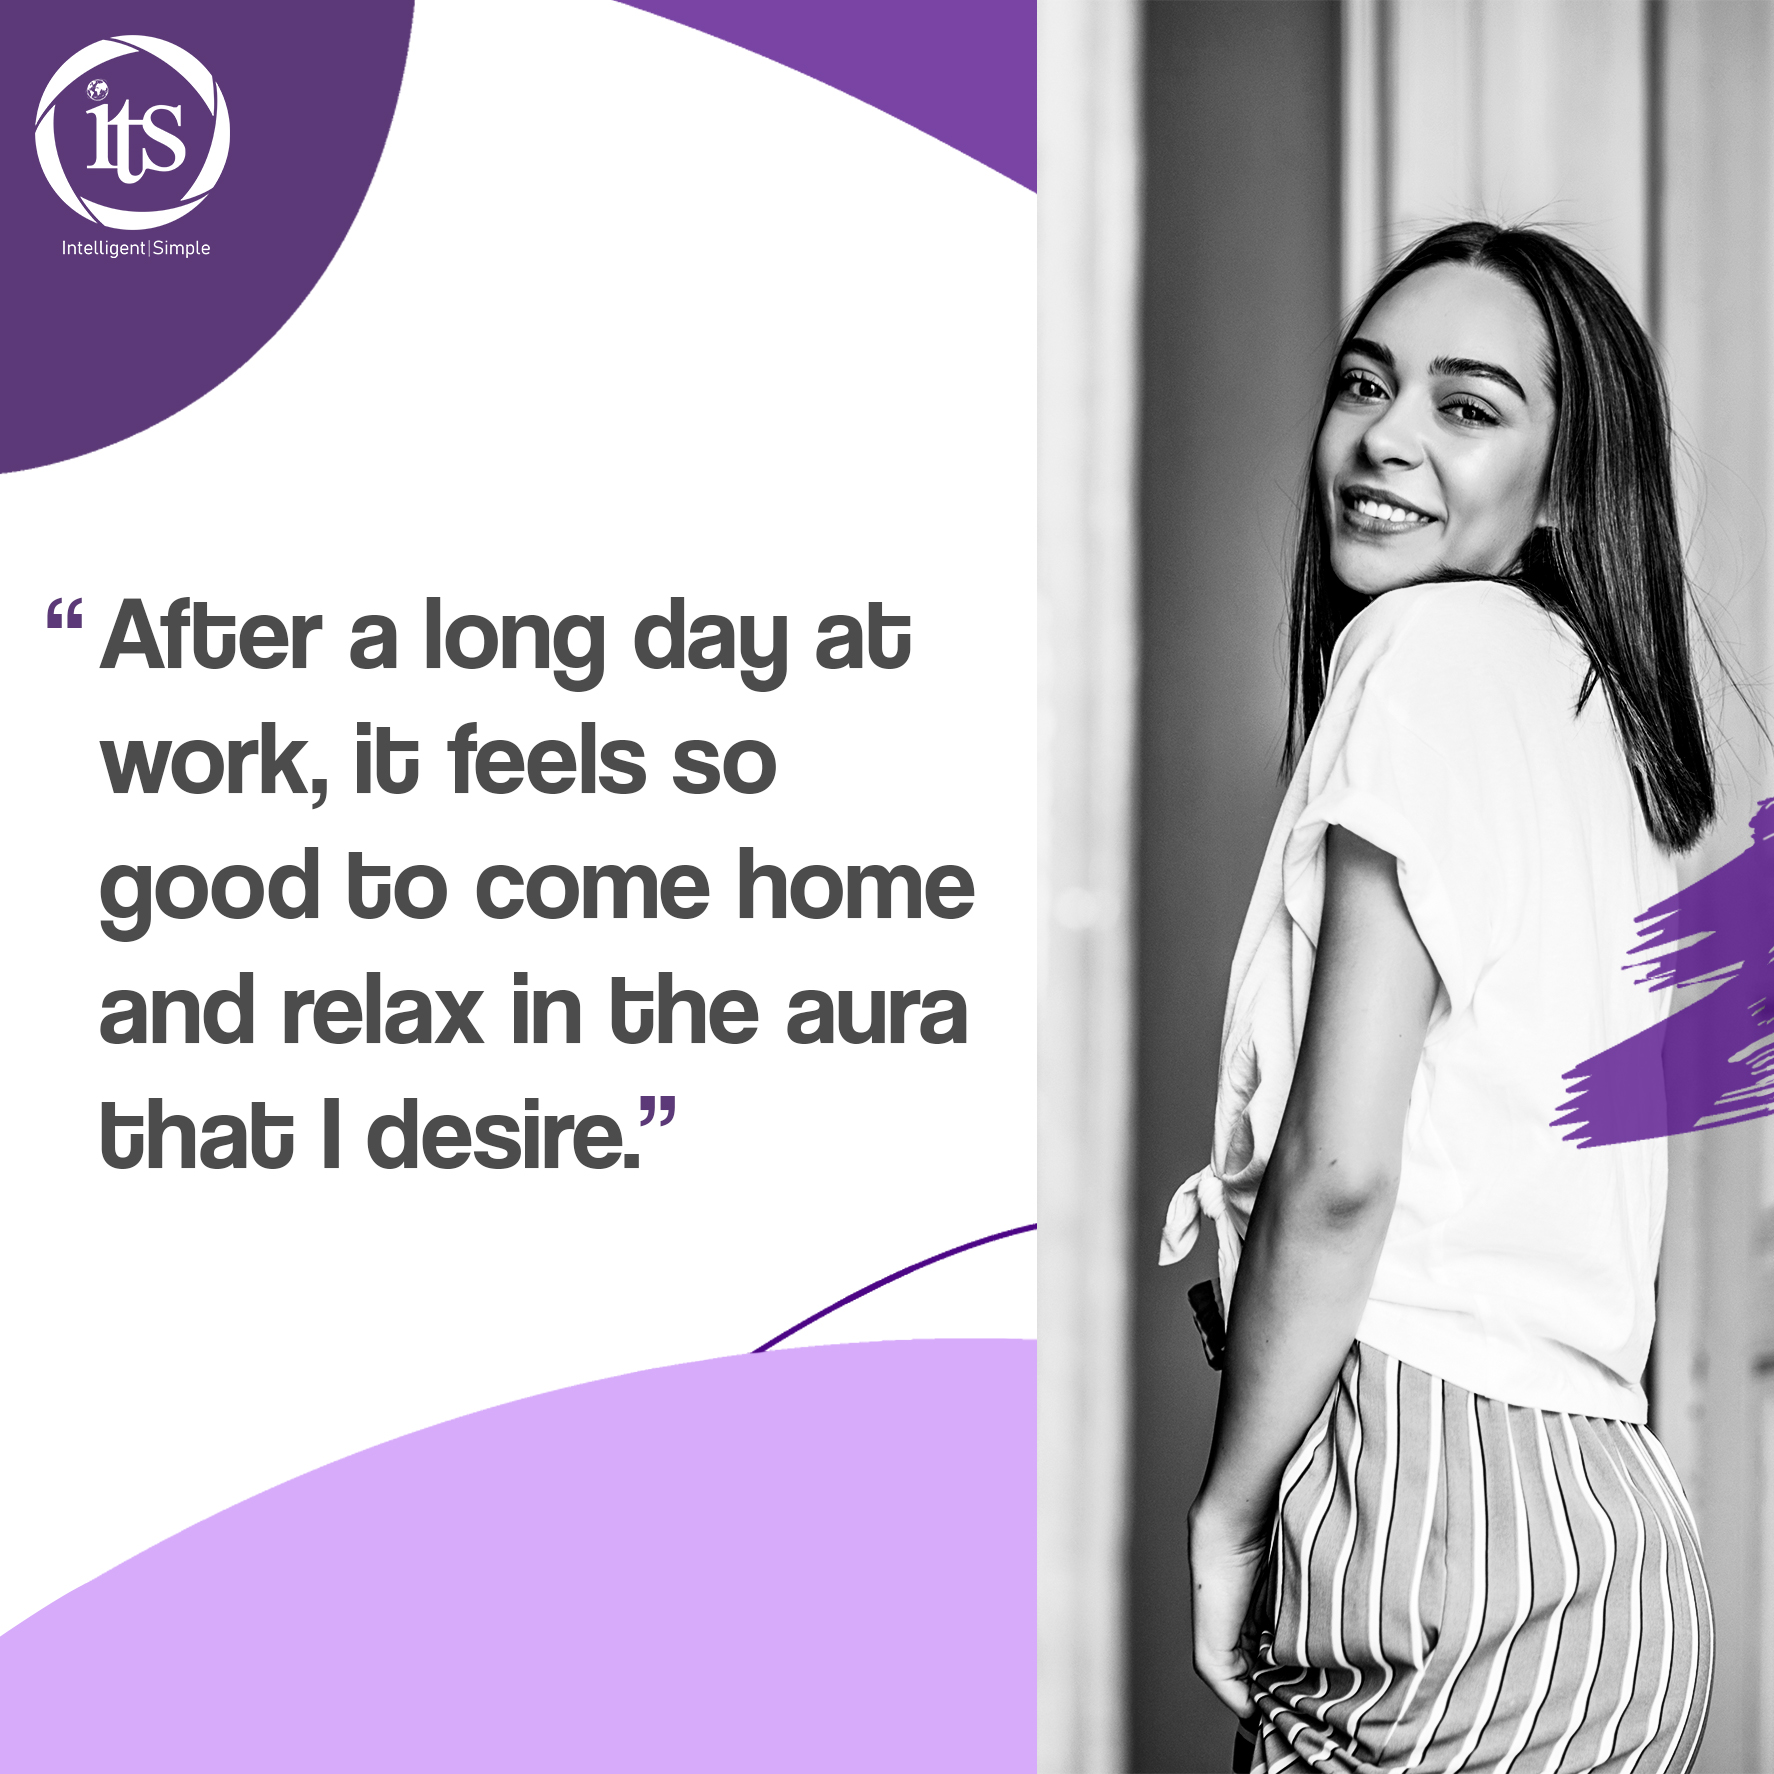 its
Intelligent|Simple
“After a long day at
work, it feels so
good to come home
and relax in the aura
that I desire.”